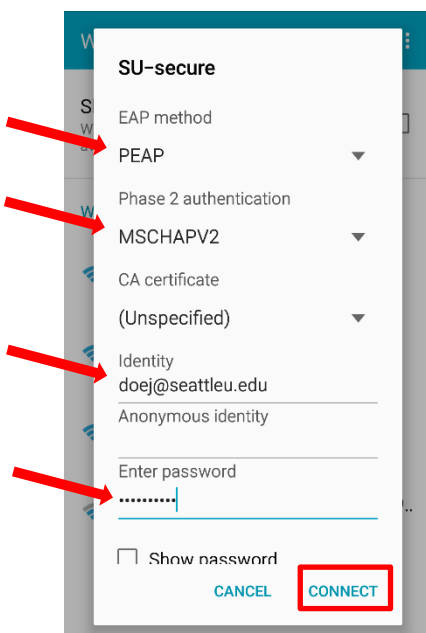 W
SU-secure
S
EAP method
W
a
PEAP
Phase 2 authentication
W
MSCHAPV2
CA certificate
(Unspecified)
Identity
doej@seattleu.edu
Anonymous identity
Enter password
••••••••••
..
Show password
CANCEL CONNECT